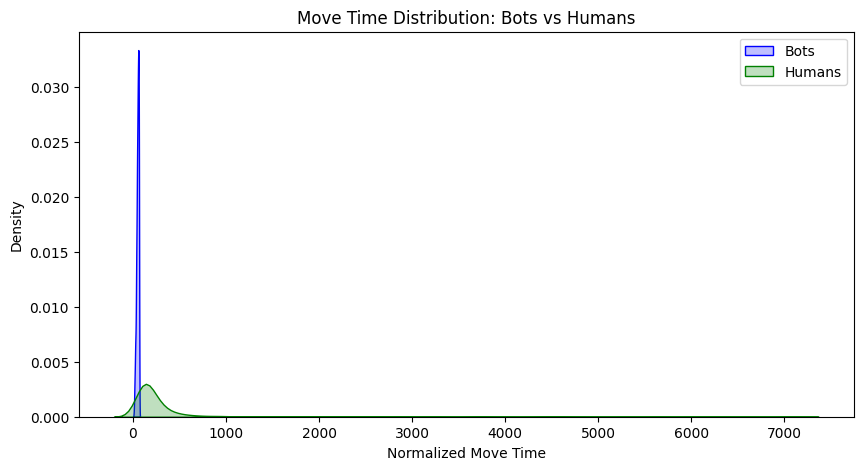 Move Time Distribution: Bots vs Humans
Bots
Humans
0.030
0.025
0.020
0.015
0.010
0.005
0.000
Density
0 1000 2000 3000 4000 5000 6000 7000
Normalized Move Time